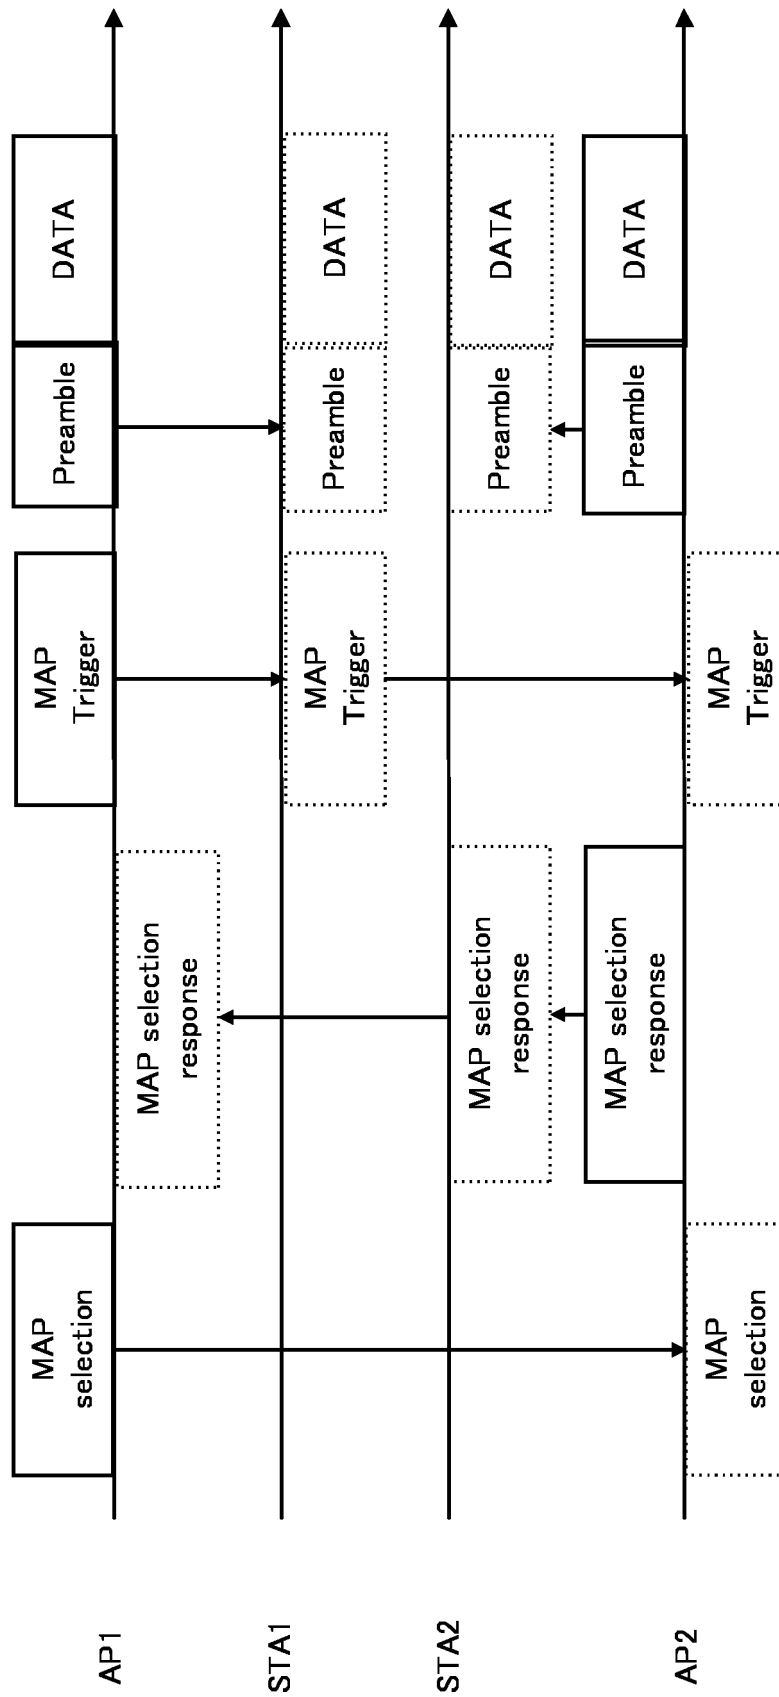 AP1
MAP
selection
MAP selection
response
MAP
Trigger
Preamble
DATA
STA1
MAP
Trigger
Preamble
DATA
STA2
MAP selection
response
Preamble
DATA
AP2
MAP
selection
MAP selection
response
MAP
Trigger
Preamble
DATA